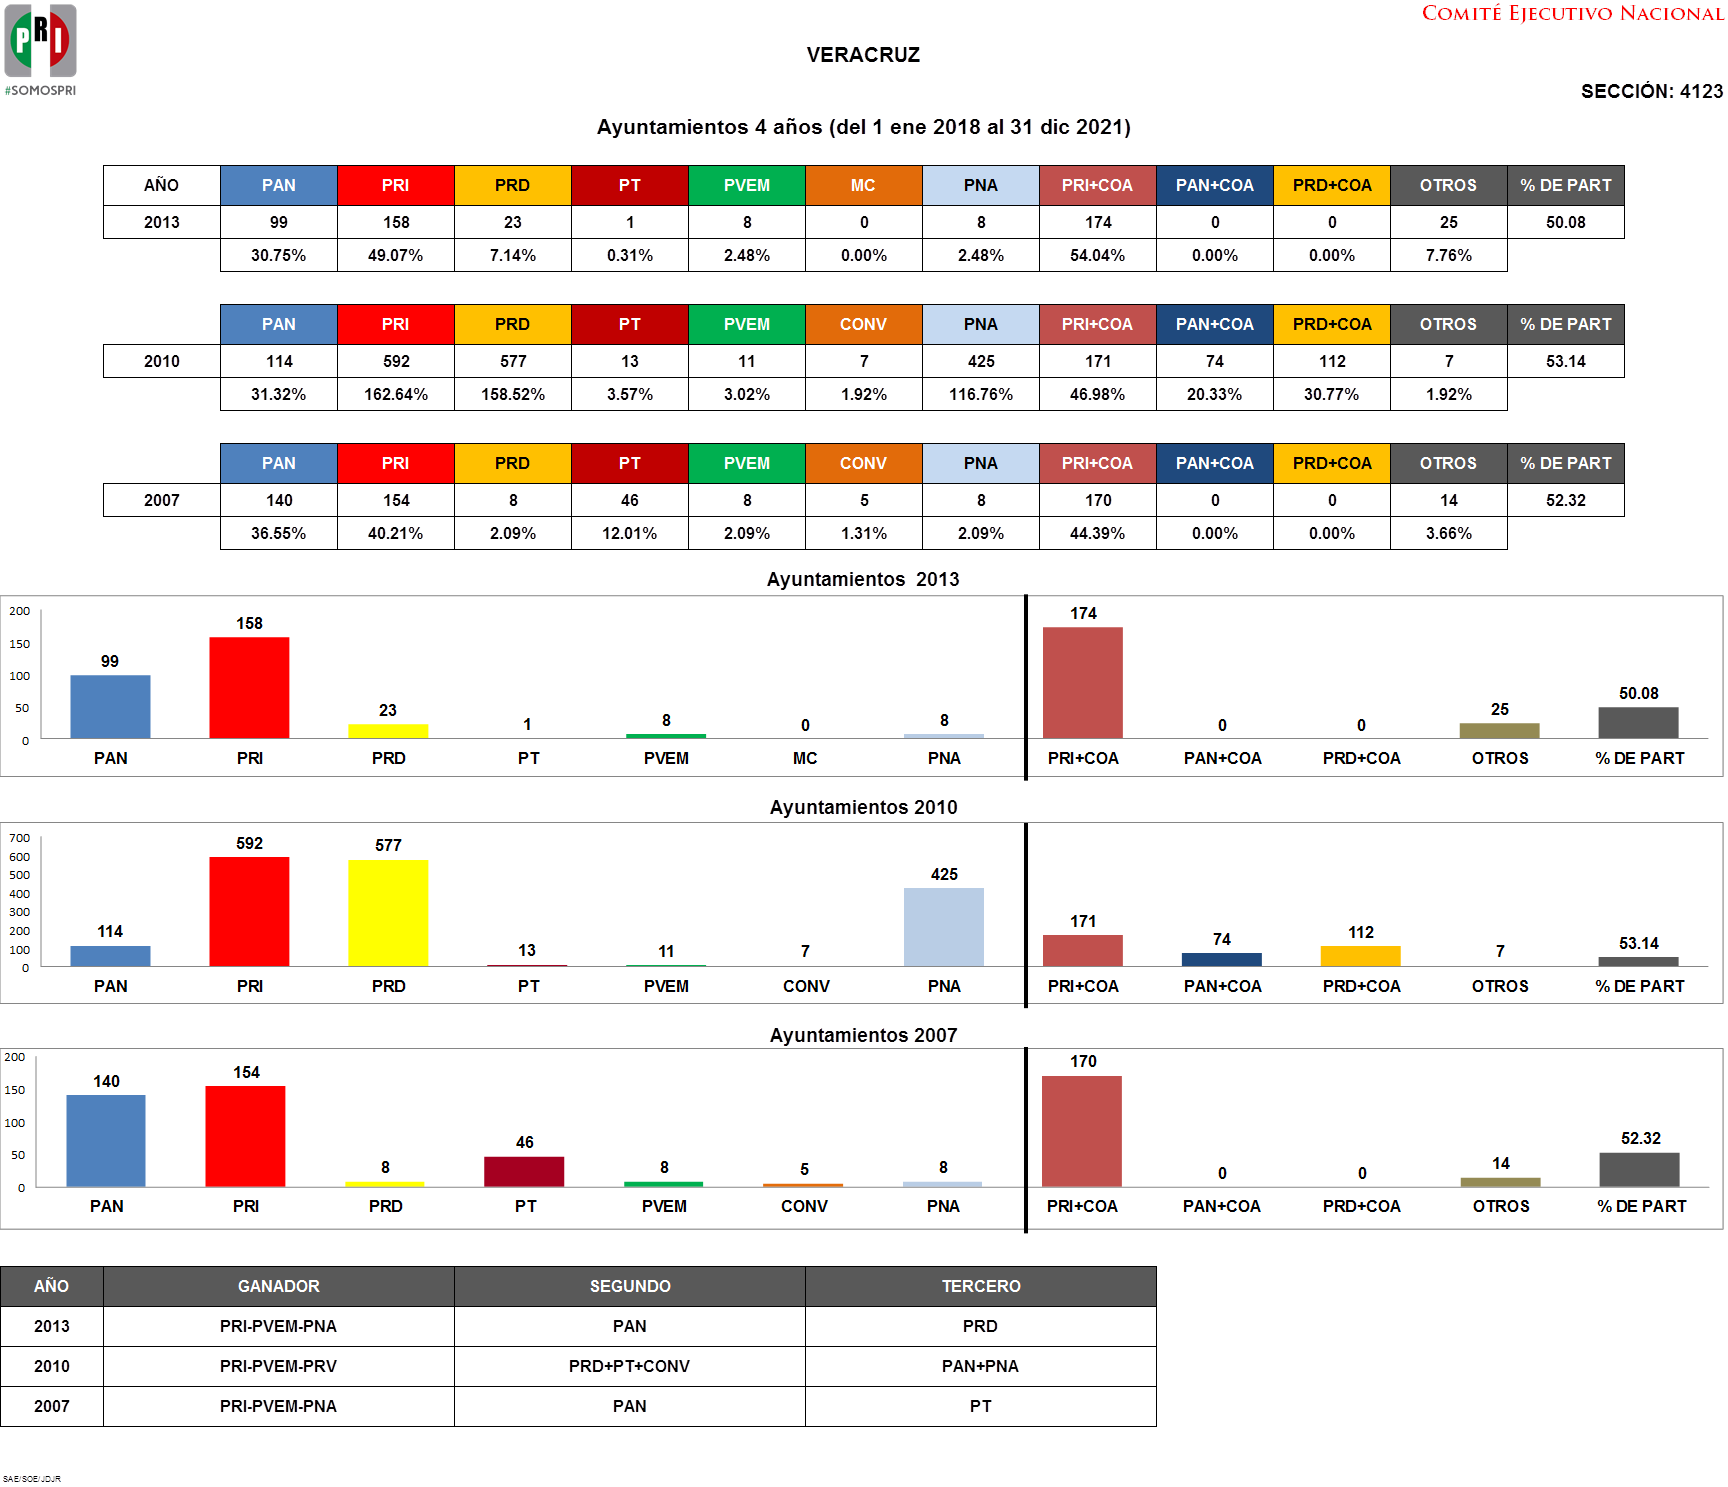 PRI
#SOMOSPRI
COMITÉ EJECUTIVO NACIONAL
VERACRUZ
SECCIÓN: 4123
Ayuntamientos 4 años (del 1 ene 2018 al 31 dic 2021)
AÑO PAN PRI PRD PT PVEM MC PNA PRI+COA PAN+COA PRD+COA OTROS % DE PART
2013 99 158 23 1 8 0 8 174 0 0 25 50.08
30.75% 49.07% 7.14% 0.31% 2.48% 0.00% 2.48% 54.04% 0.00% 0.00% 7.76%
PAN PRI PRD PT PVEM CONV PNA PRI+COA PAN+COA PRD+COA OTROS % DE PART
2010 114 592 577 13 11 7 425 171 74 112 7 53.14
31.32% 162.64% 158.52% 3.57% 3.02% 1.92% 116.76% 46.98% 20.33% 30.77% 1.92%
PAN PRI PRD PT PVEM CONV PNA PRI+COA PAN+COA PRD+COA OTROS % DE PART
2007 140 154 8 46 8 5 8 170 0 0 14 52.32
36.55% 40.21% 2.09% 12.01% 2.09% 1.31% 2.09% 44.39% 0.00% 0.00% 3.66%
Ayuntamientos 2013
200
150
100
50
0
99 158 23 1 8 0 8 174 0 0 25 50.08
PAN PRI PRD PT PVEM MC PNA PRI+COA PAN+COA PRD+COA OTROS % DE PART
Ayuntamientos 2010
700
600
500
400
300
200
100
0
114 592 577 13 11 7 425 171 74 112 7 53.14
PAN PRI PRD PT PVEM CONV PNA PRI+COA PAN+COA PRD+COA OTROS % DE PART
Ayuntamientos 2007
200
150
100
50
0
140 154 8 46 8 5 8 170 0 0 14 52.32
PAN PRI PRD PT PVEM CONV PNA PRI+COA PAN+COA PRD+COA OTROS % DE PART
AÑO GANADOR SEGUNDO TERCERO
2013 PRI-PVEM-PNA PAN PRD
2010 PRI-PVEM-PRV PRD+PT+CONV PAN+PNA
2007 PRI-PVEM-PNA PAN PT
SAE/SOE/JDJR